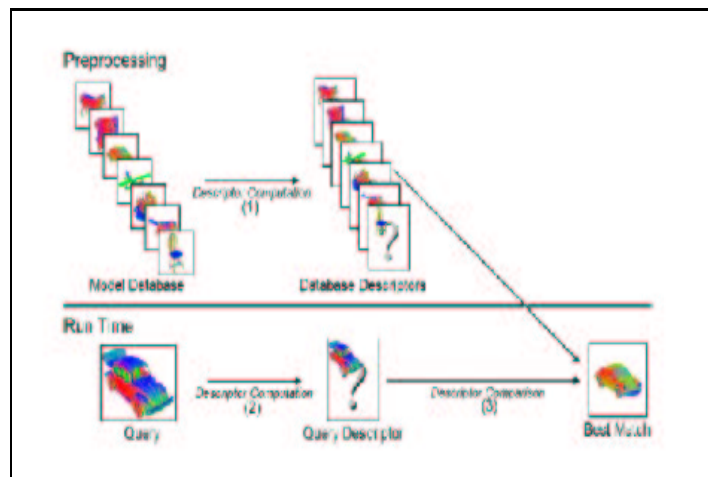 Preprocessing
Descriptor Computation
(1)
Model Database
Database Descriptors
Run Time
Descriptor Computation
(2)
Descriptor Comparison
(3)
?
?
Query
Query Descriptor
Best Match